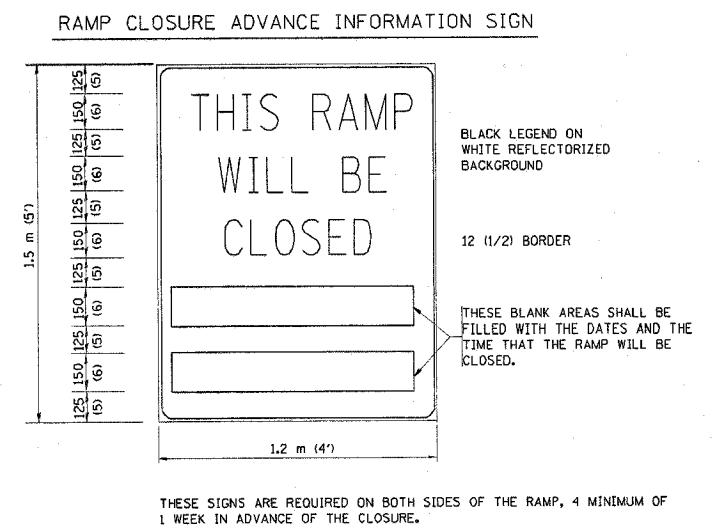 RAMP CLOSURE ADVANCE INFORMATION SIGN
125 (5)
150 (6)
125 (5)
150 (6)
125 (5)
150 (6)
125 (5)
150 (6)
125 (5)
150 (6)
125 (5)
1.5 m (5')
THIS RAMP
WILL BE
CLOSED
BLACK LEGEND ON
WHITE REFLECTORIZED
BACKGROUND
12 (1/2) BORDER
THESE BLANK AREAS SHALL BE
FILLED WITH THE DATES AND THE
TIME THAT THE RAMP WILL BE
CLOSED.
1.2 m (4')
THESE SIGNS ARE REQUIRED ON BOTH SIDES OF THE RAMP, 4 MINIMUM OF
1 WEEK IN ADVANCE OF THE CLOSURE.